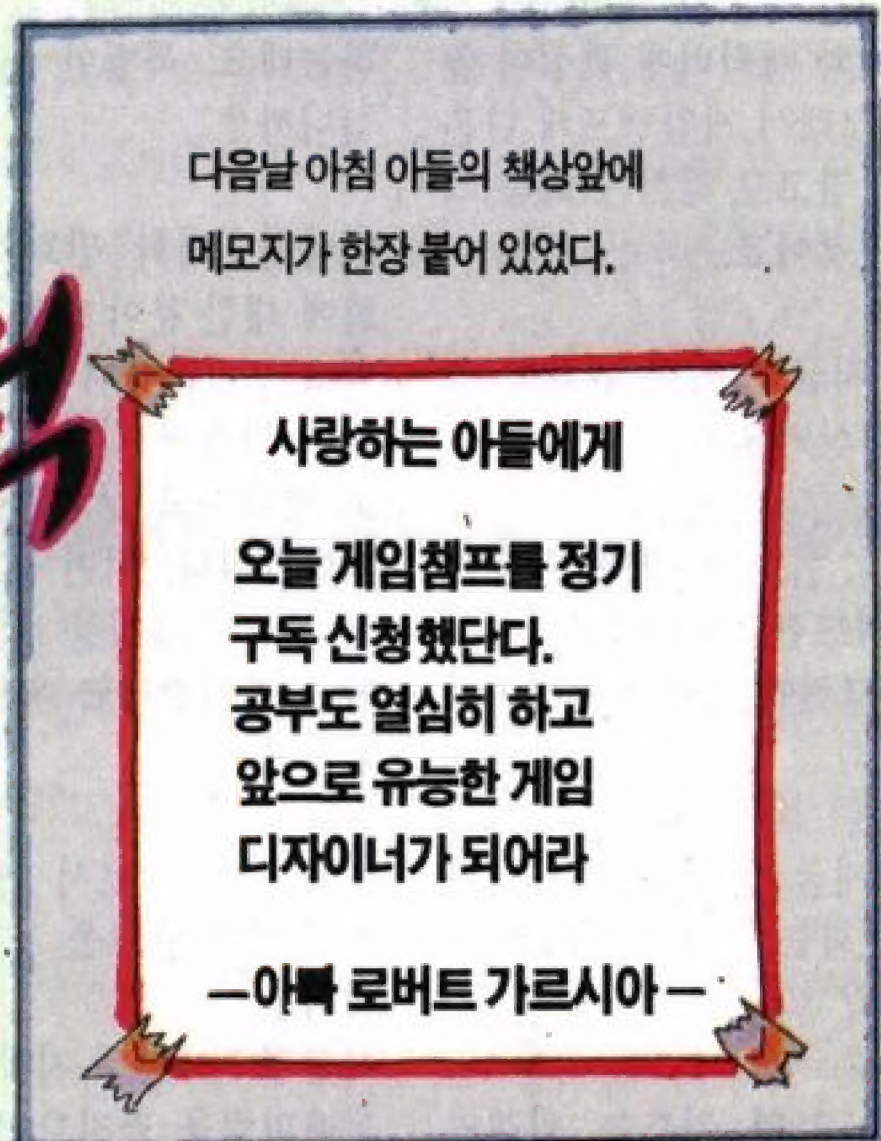 다음날 아침 아들의 책상앞에
메모지가 한장 붙어 있었다.
사랑하는 아들에게
오늘 게임챔프를 정기
구독 신청했단다.
공부도 열심히 하고
앞으로 유능한 게임
디자이너가 되어라
—아빠 로버트 가르시아—